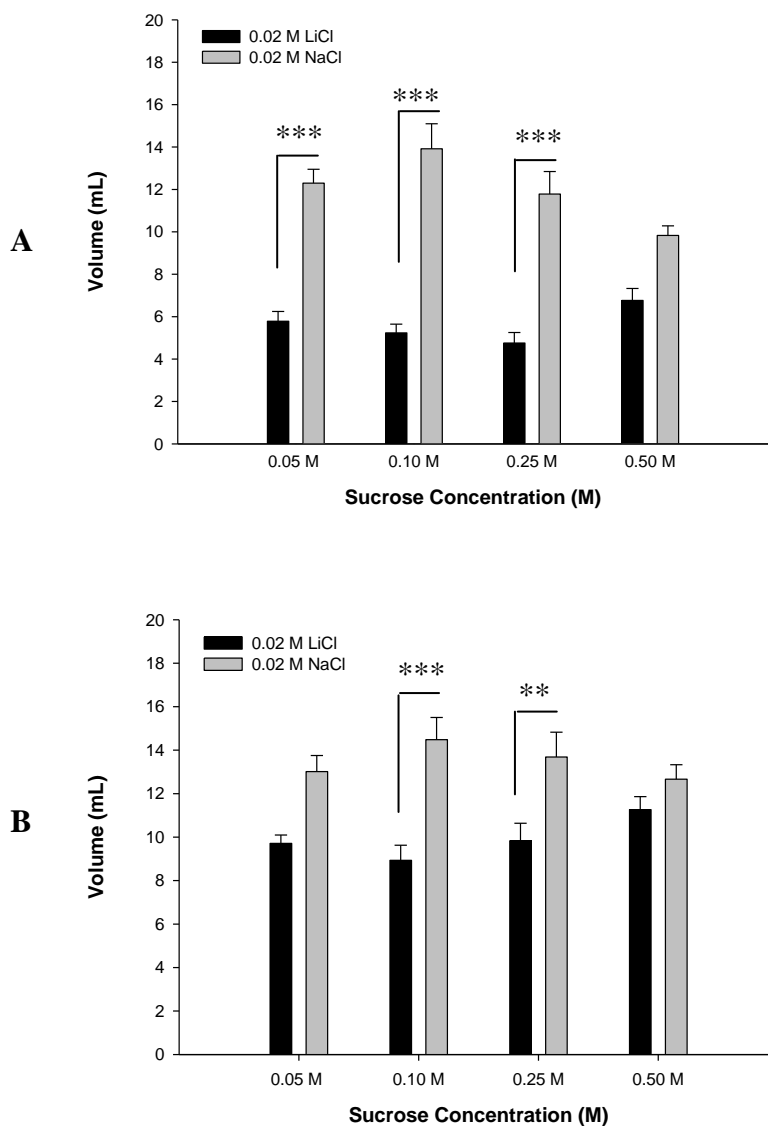 A
Volume (mL)
20
18
16
14
12
10
8
6
4
2
0
0.02 M LiCl
0.02 M NaCl
***
***
***
0.05 M 0.10 M 0.25 M 0.50 M
Sucrose Concentration (M)
B
Volume (mL)
20
18
16
14
12
10
8
6
4
2
0
0.02 M LiCl
0.02 M NaCl
***
**
0.05 M 0.10 M 0.25 M 0.50 M
Sucrose Concentration (M)